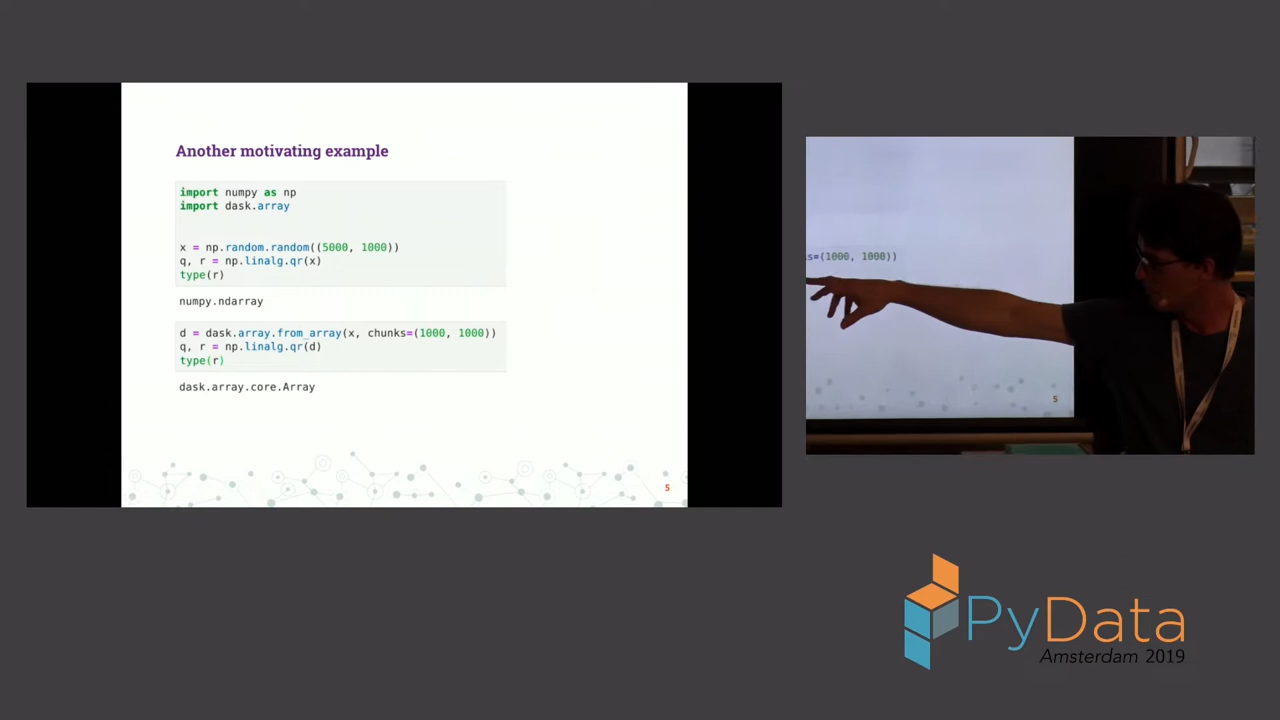 Another motivating example
import numpy as np
import dask.array
x = np.random.random((5000, 1000))
q, r = np.linalg.qr(x)
type(r)
numpy.ndarray
d = dask.array.from_array(x, chunks=(1000, 1000))
q, r = np.linalg.qr(d)
type(r)
dask.array.core.Array
5
s=(1000, 1000))
5
PyData
Amsterdam 2019